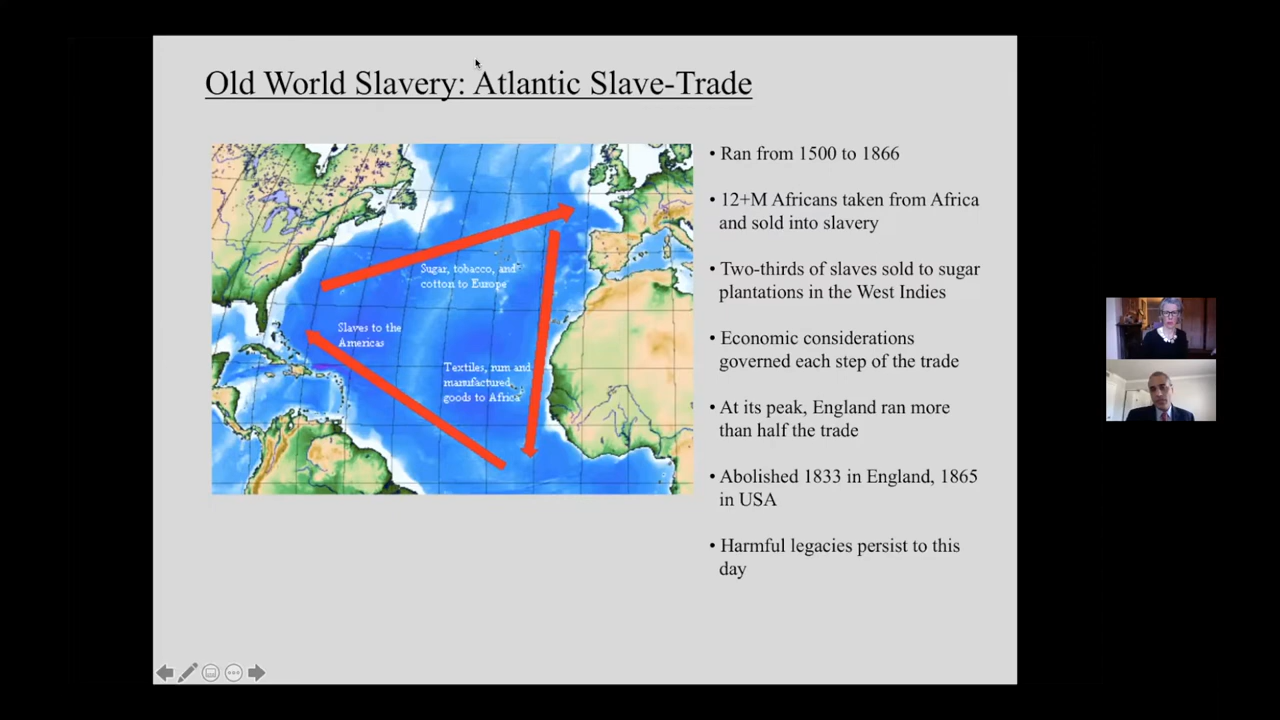 Old World Slavery: Atlantic Slave-Trade
Sugar, tobacco, and
cotton to Europe
Slaves to the
Americas
Textiles, rum and
manufactured
goods to Africa
• Ran from 1500 to 1866
• 12+M Africans taken from Africa
and sold into slavery
• Two-thirds of slaves sold to sugar
plantations in the West Indies
• Economic considerations
governed each step of the trade
• At its peak, England ran more
than half the trade
• Abolished 1833 in England, 1865
in USA
• Harmful legacies persist to this
day